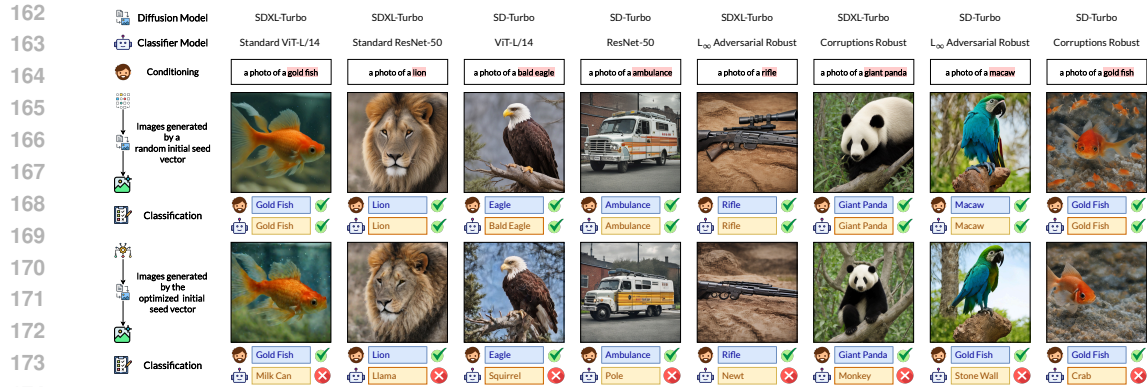 162 Diffusion Model SDXL-Turbo SDXL-Turbo SD-Turbo SD-Turbo SDXL-Turbo SDXL-Turbo SD-Turbo SD-Turbo
163 Classifier Model Standard ViT-L/14 Standard ResNet-50 ViT-L/14 ResNet-50 L∞ Adversarial Robust Corruptions Robust L∞ Adversarial Robust Corruptions Robust
164 Conditioning a photo of a gold fish a photo of a lion a photo of a bald eagle a photo of a ambulance a photo of a rifle a photo of a giant panda a photo of a macaw a photo of a gold fish
165
166 Images generated
by a
random initial seed
vector
167
168 Classification Gold Fish Lion Eagle Ambulance Rifle Giant Panda Macaw Gold Fish
169 Gold Fish Lion Bald Eagle Ambulance Rifle Giant Panda Macaw Gold Fish
170 Images generated
by the
optimized initial
seed vector
171
172
173 Classification Gold Fish Lion Eagle Ambulance Rifle Giant Panda Gold Fish Gold Fish
Milk Can Llama Squirrel Pole Newt Monkey Stone Wall Crab